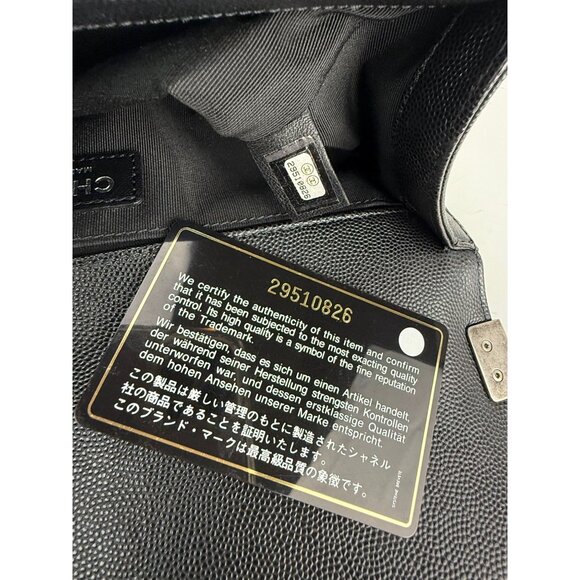 CH
MA
29510826
29510826
We certify the authenticity of this item and confirm
that it has been subjected to the most exacting quality
control. Its high quality is a symbol of the fine reputation
of the Trademark.
Wir bestätigen, dass es sich um einen Artikel handelt,
der während seiner Herstellung strengsten Kontrollen
unterworfen war, und dessen erstklassige Qualität
dem hohen Ansehen unserer Marke entspricht.
この製品は厳しい管理のもとに製造されたシャネル
社の商品であることを証明いたします。
このブランド・マークは最高級品質の象徴です。